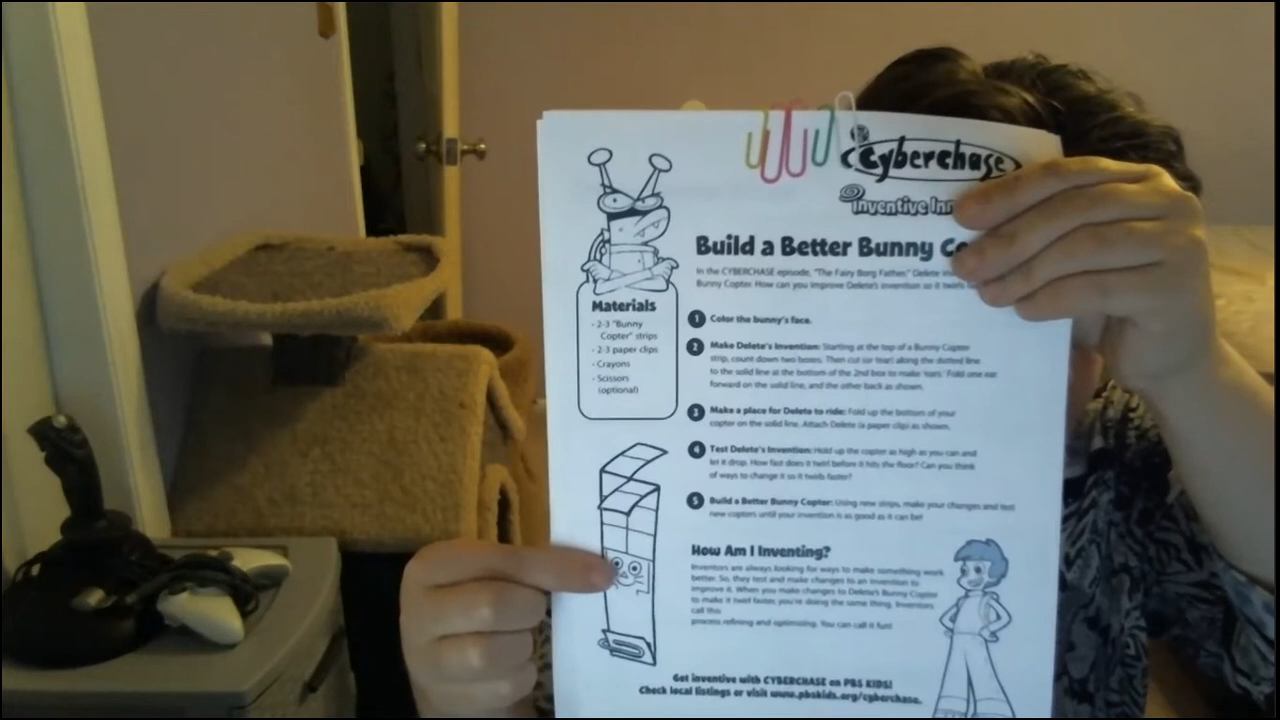 Cyberchase
Inventive Inn
Build a Better Bunny Co
In the CYBERCHASE episode, "The Fairy Borg Father," Delete
Bunny Copter. How can you improve Delete's invention so it twirls
Materials
- 2-3 "Bunny
Copter" strips
- 2-3 paper clips
- Crayons
- Scissors
(optional)
1 Color the bunny's face.
2 Make Delete's Invention: Starting at the top of a Bunny Copter
strip, count down two boxes. Then cut (or tear) along the dotted line
to the solid line at the bottom of the 2nd box to make "ears." Fold one ear
forward on the solid line, and the other back as shown.
3 Make a place for Delete to ride: Fold up the bottom of your
copter on the solid line. Attach Delete (a paper clip) as shown.
4 Test Delete's Invention: Hold up the copter as high as you can and
let it drop. How fast does it twirl before it hits the floor? Can you think
of ways to change it so it twirls faster?
5 Build a Better Bunny Copter: Using new strips, make your changes and test
new copters until your invention is as good as it can be!
How Am I Inventing?
Inventors are always looking for ways to make something work
better. So, they test and make changes to an invention to
improve it. When you make changes to Delete's Bunny Copter
to make it twirl faster, you're doing the same thing. Inventors
call this
process refining and optimizing. You can call it fun!
Get inventive with CYBERCHASE on PBS KIDS!
Check local listings or visit www.pbskids.org/cyberchase.